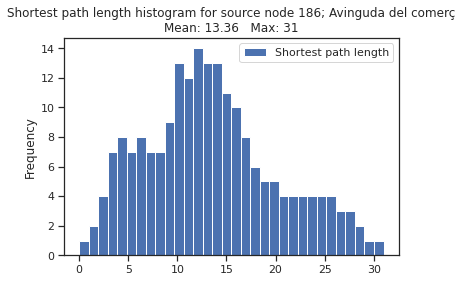 Shortest path length histogram for source node 186; Avinguda del comerç
Mean: 13.36   Max: 31
Shortest path length
Frequency
14
12
10
8
6
4
2
0
0 5 10 15 20 25 30